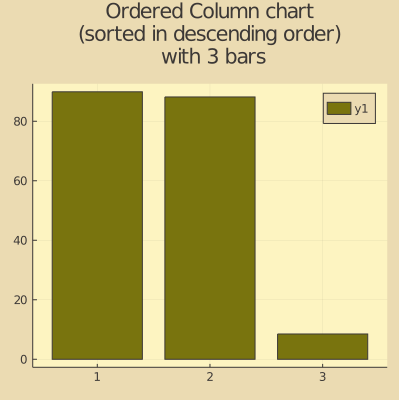 Ordered Column chart
(sorted in descending order)
with 3 bars
y1
80
60
40
20
0
1
2
3